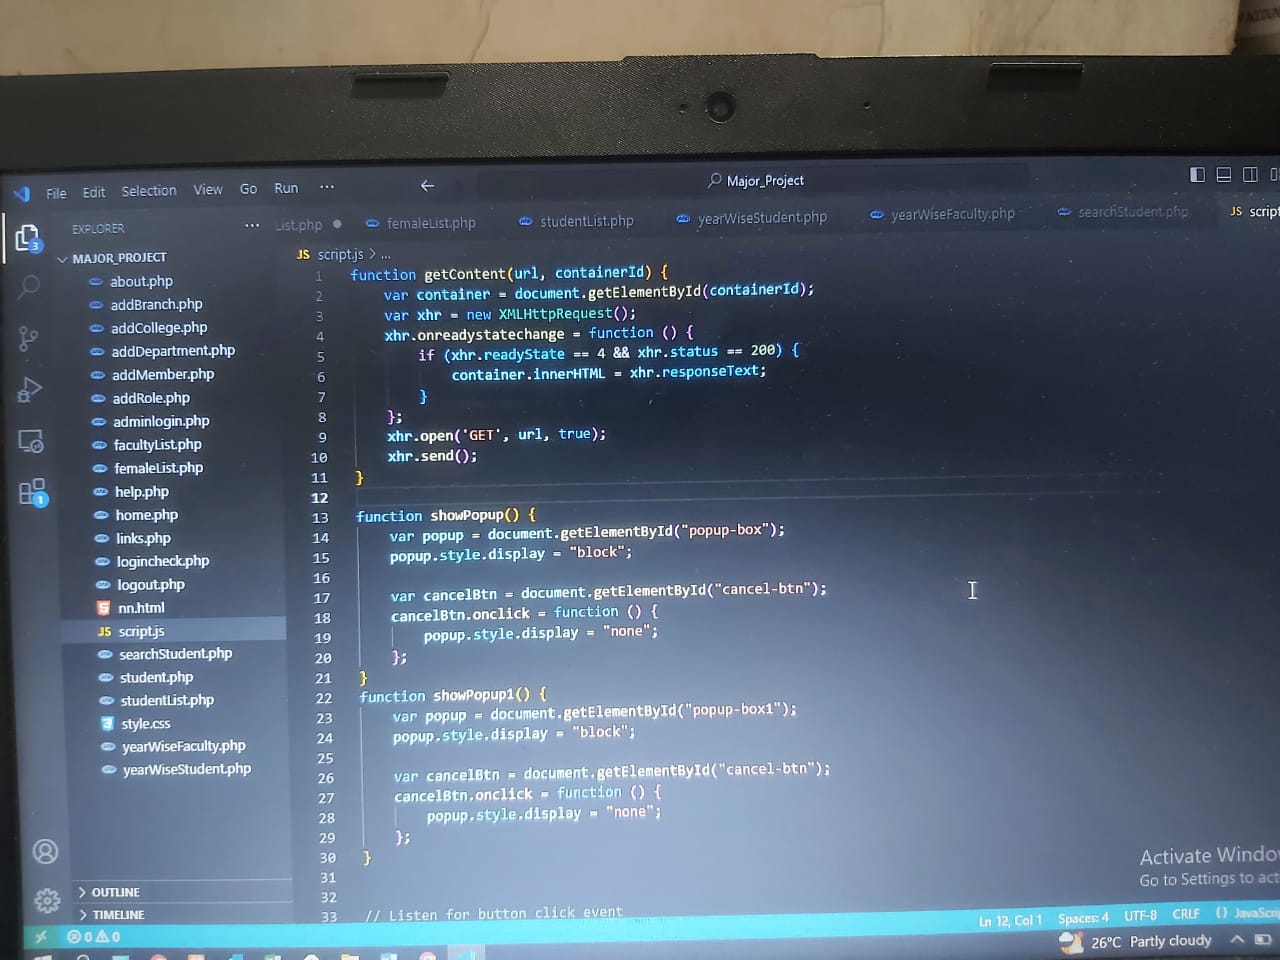 ACCOUN
File Edit Selection View Go Run ... Major_Project
EXPLORER ... List.php femaleList.php studentList.php yearWiseStudent.php yearWiseFaculty.php searchStudent.php JS script
MAJOR_PROJECT
about.php
addBranch.php
addCollege.php
addDepartment.php
addMember.php
addRole.php
adminlogin.php
facultyList.php
femaleList.php
help.php
home.php
links.php
logincheck.php
logout.php
nn.html
JS script.js
searchStudent.php
student.php
studentList.php
style.css
yearWiseFaculty.php
yearWiseStudent.php
OUTLINE
TIMELINE
3
1
JS script.js > ...
1 function getContent(url, containerId) {
2 var container = document.getElementById(containerId);
3 var xhr = new XMLHttpRequest();
4 xhr.onreadystatechange = function () {
5 if (xhr.readyState == 4 && xhr.status == 200) {
6 container.innerHTML = xhr.responseText;
7 }
8 };
9 xhr.open('GET', url, true);
10 xhr.send();
11 }
12
13 function showPopup() {
14 var popup = document.getElementById("popup-box");
15 popup.style.display = "block";
16
17 var cancelBtn = document.getElementById("cancel-btn");
18 cancelBtn.onclick = function () {
19 popup.style.display = "none";
20 };
21 }
22 function showPopup1() {
23 var popup = document.getElementById("popup-box1");
24 popup.style.display = "block";
25
26 var cancelBtn = document.getElementById("cancel-btn");
27 cancelBtn.onclick = function () {
28 popup.style.display = "none";
29 };
30 }
31
32
33 // Listen for button click event
Activate Windo
Go to Settings to act
0 0 Ln 12, Col 1 Spaces: 4 UTF-8 CRLF {} JavaScri
26°C Partly cloudy